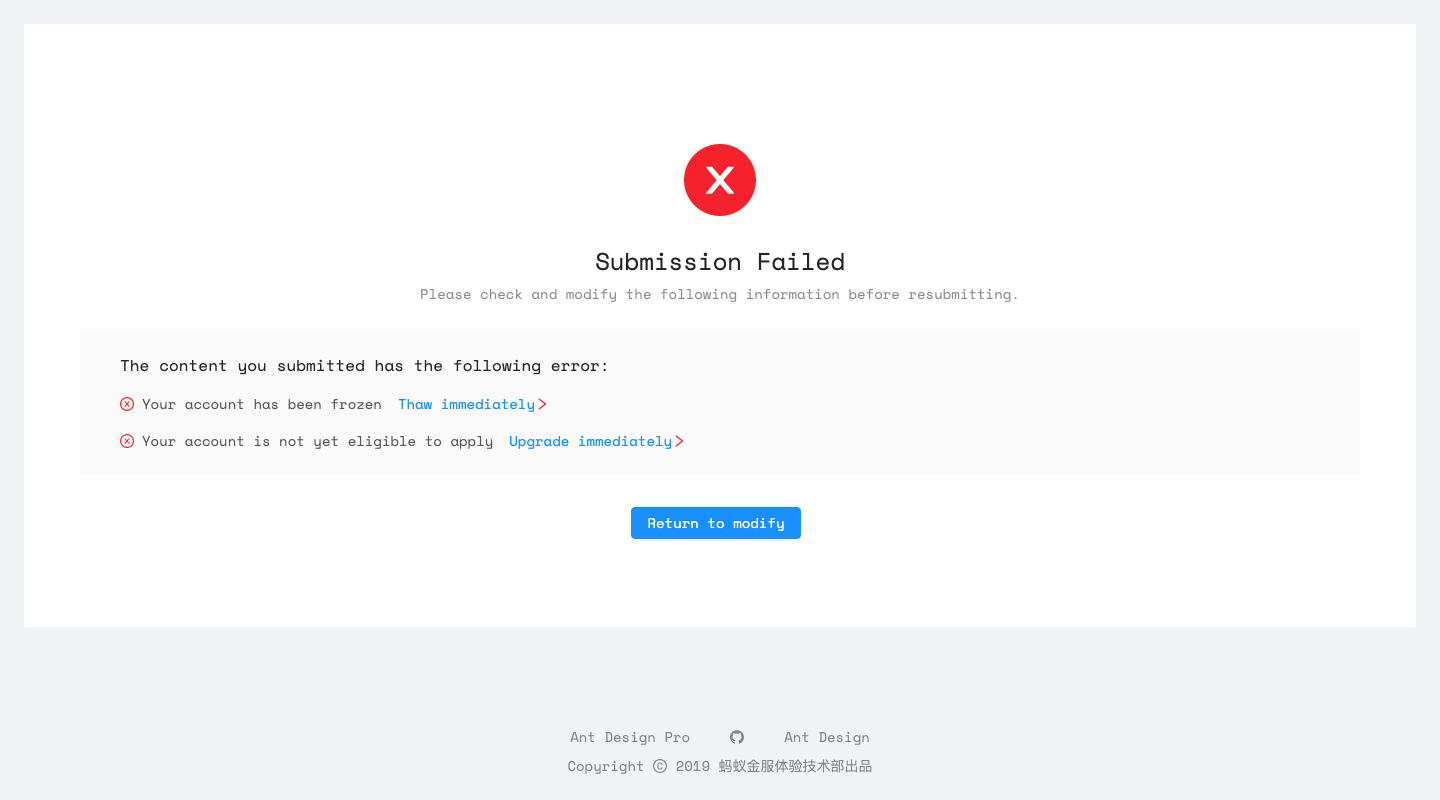 Submission Failed
Please check and modify the following information before resubmitting.
The content you submitted has the following error:
Your account has been frozen Thaw immediately
Your account is not yet eligible to apply Upgrade immediately
Return to modify
Ant Design Pro Ant Design
Copyright © 2019 蚂蚁金服体验技术部出品